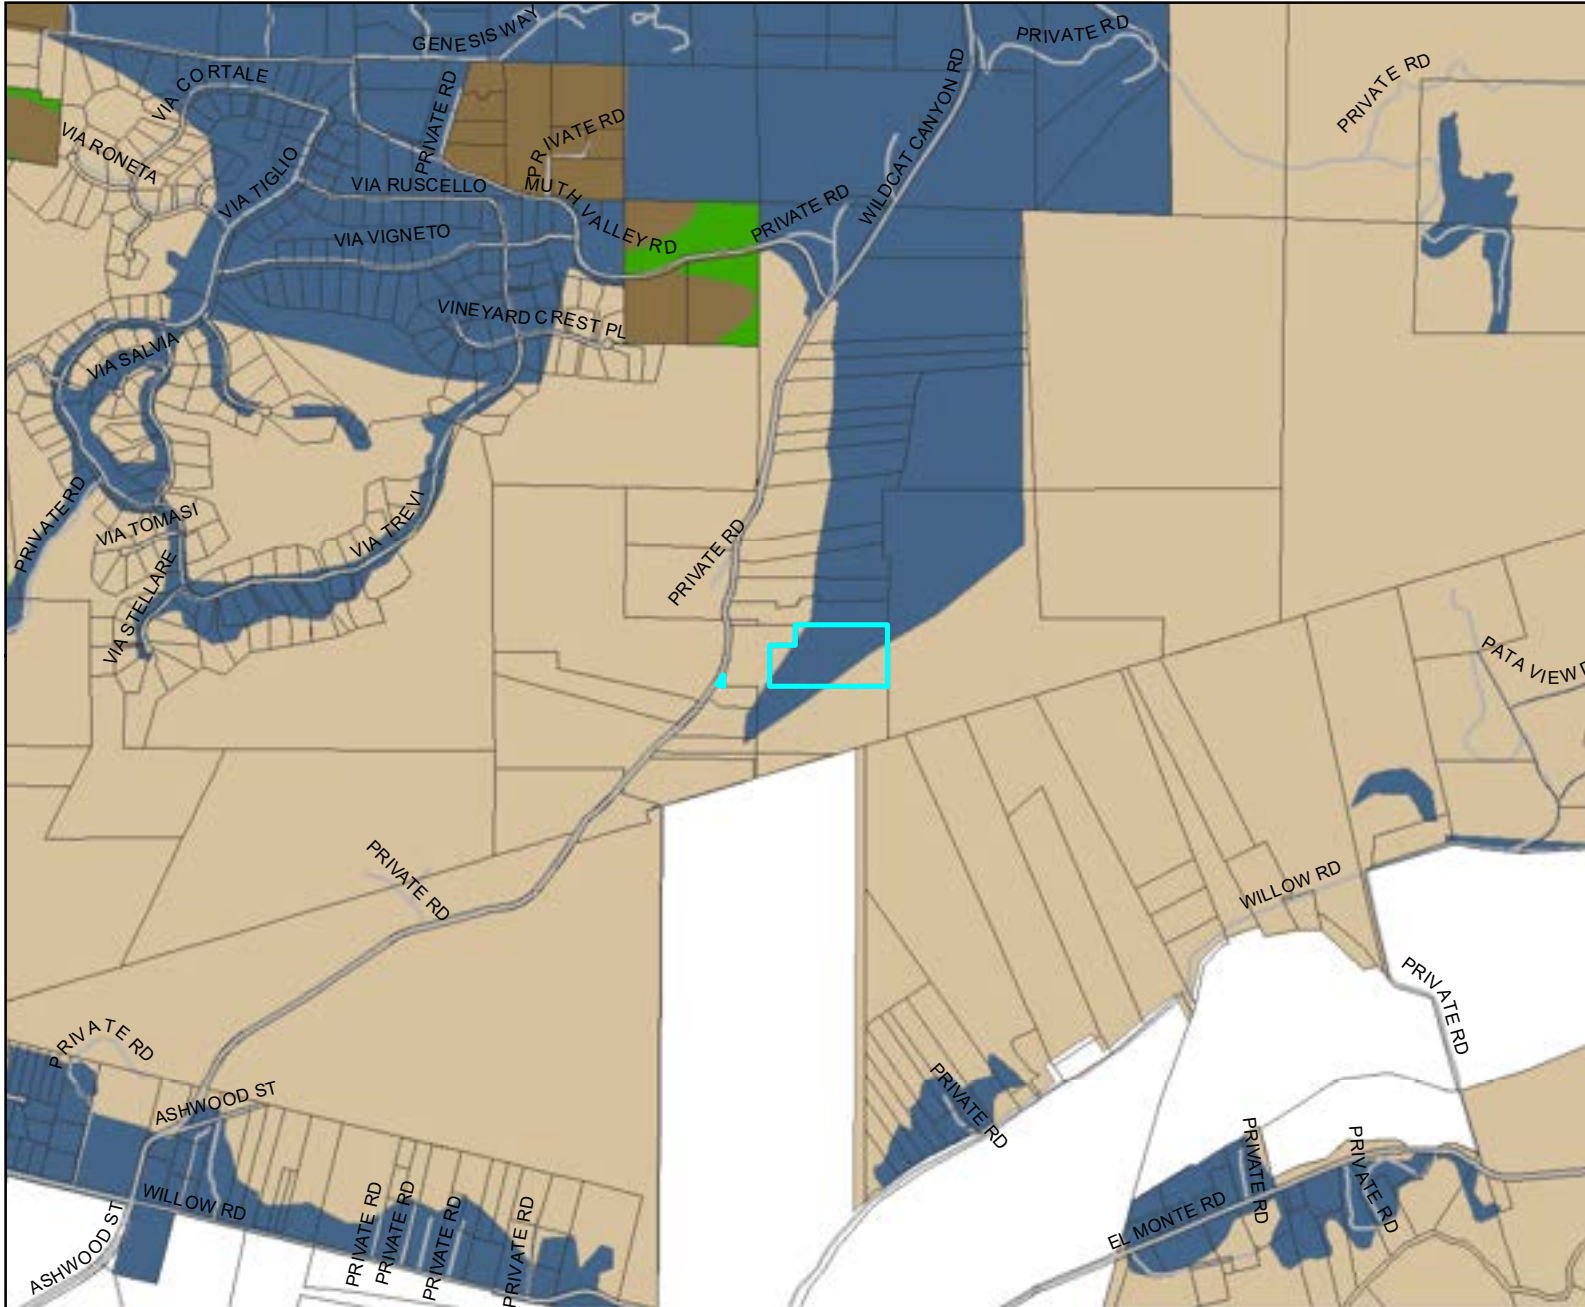 GENESIS WAY
PRIVATE RD
VIA CORTALE
PRIVATE RD
WILDCAT CANYON RD
PRIVATE RD
PRIVATE RD
VIA RONETA
VIA TIGLIO
VIA RUSCELLO
MUTH VALLEY RD
PRIVATE RD
VIA VIGNETO
VINEYARD CREST PL
VIA SALVIA
PRIVATE RD
VIA TOMASI
VIA TREVI
PRIVATE RD
VIA STELLARE
PATA VIEW
PRIVATE RD
WILLOW RD
PRIVATE RD
PRIVATE RD
ASHWOOD ST
PRIVATE RD
WILLOW RD
ASHWOOD ST
PRIVATE RD
PRIVATE RD
PRIVATE RD
PRIVATE RD
EL MONTE RD
PRIVATE RD
PRIVATE RD